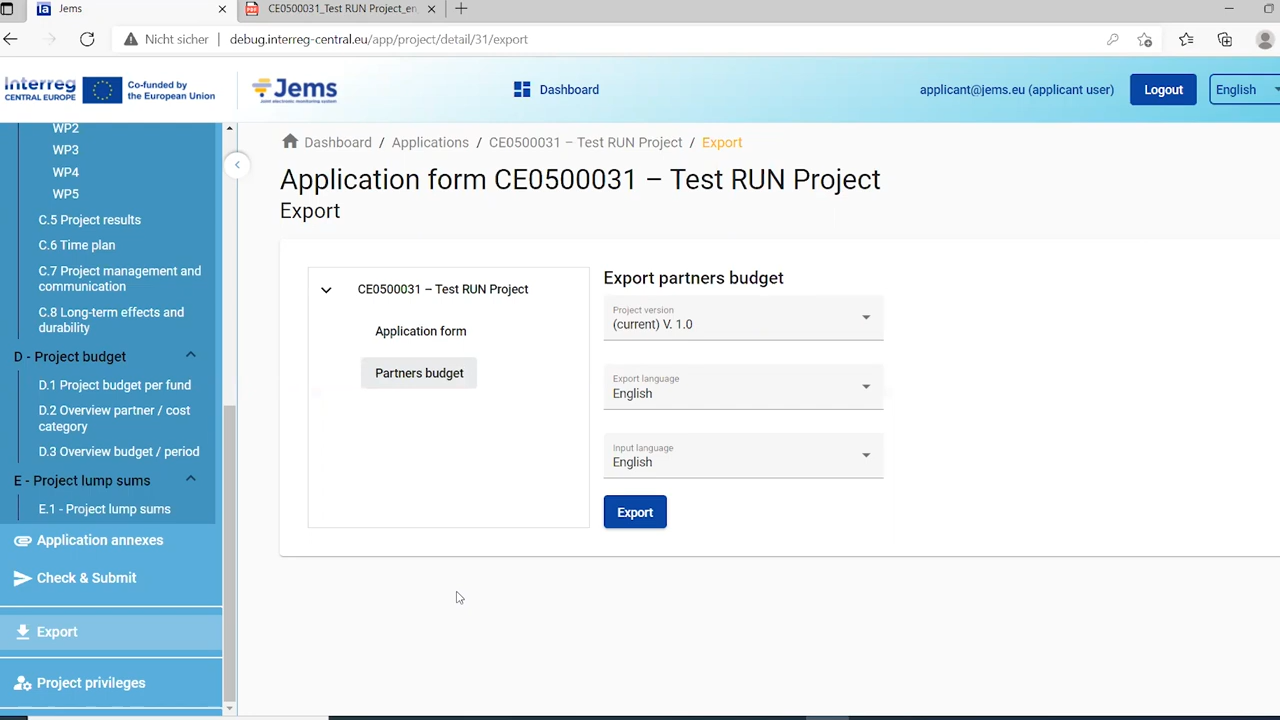 Jems
CE0500031_Test RUN Project_en
Nicht sicher
debug.interreg-central.eu/app/project/detail/31/export
Interreg
CENTRAL EUROPE
Co-funded by
the European Union
Jems
Joint electronic monitoring system
Dashboard
applicant@jems.eu (applicant user)
Logout
English
WP2
WP3
WP4
WP5
C.5 Project results
C.6 Time plan
C.7 Project management and
communication
C.8 Long-term effects and
durability
D - Project budget
D.1 Project budget per fund
D.2 Overview partner / cost
category
D.3 Overview budget / period
E - Project lump sums
E.1 - Project lump sums
Application annexes
Check & Submit
Export
Project privileges
Dashboard / Applications / CE0500031 – Test RUN Project / Export
Application form CE0500031 – Test RUN Project
Export
CE0500031 – Test RUN Project
Application form
Partners budget
Export partners budget
Project version
(current) V. 1.0
Export language
English
Input language
English
Export